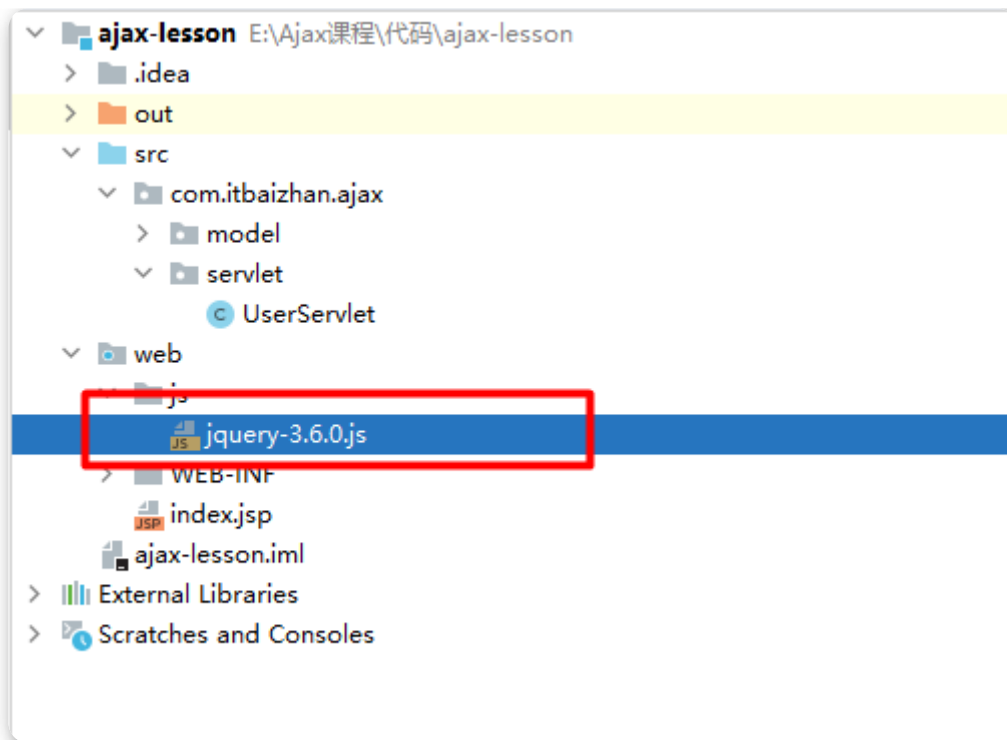 ajax-lesson E:\Ajax课程\代码\ajax-lesson
.idea
out
src
com.itbaizhan.ajax
model
servlet
C UserServlet
web
js
JS jquery-3.6.0.js
WEB-INF
JSP index.jsp
ajax-lesson.iml
External Libraries
Scratches and Consoles